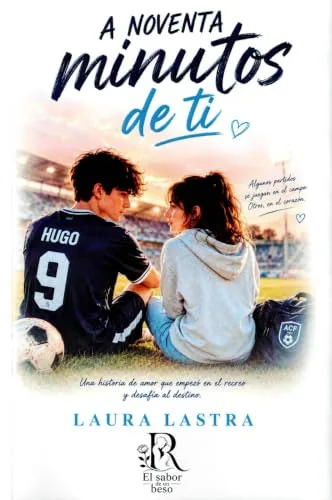 A NOVENTA
minutos
de ti
Algunos partidos
se juegan en el campo.
Otros, en el corazón.
HUGO
9
ACF
Una historia de amor que empezó en el recreo
y desafía al destino.
LAURA LASTRA
R
El sabor
de un
beso